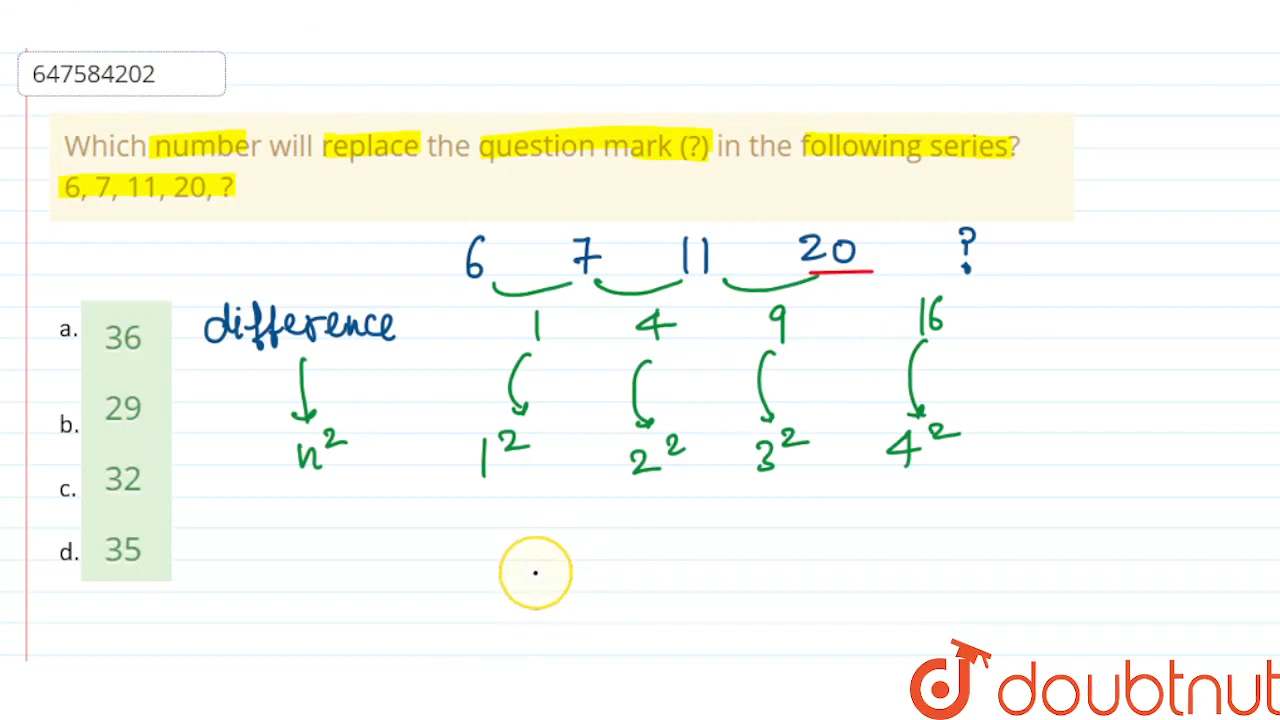 647584202
Which number will replace the question mark (?) in the following series?
6, 7, 11, 20, ?
6 7 11 20 ?
difference 1 4 9 16
n² 1² 2² 3² 4²
a. 36
b. 29
c. 32
d. 35
doubtnut